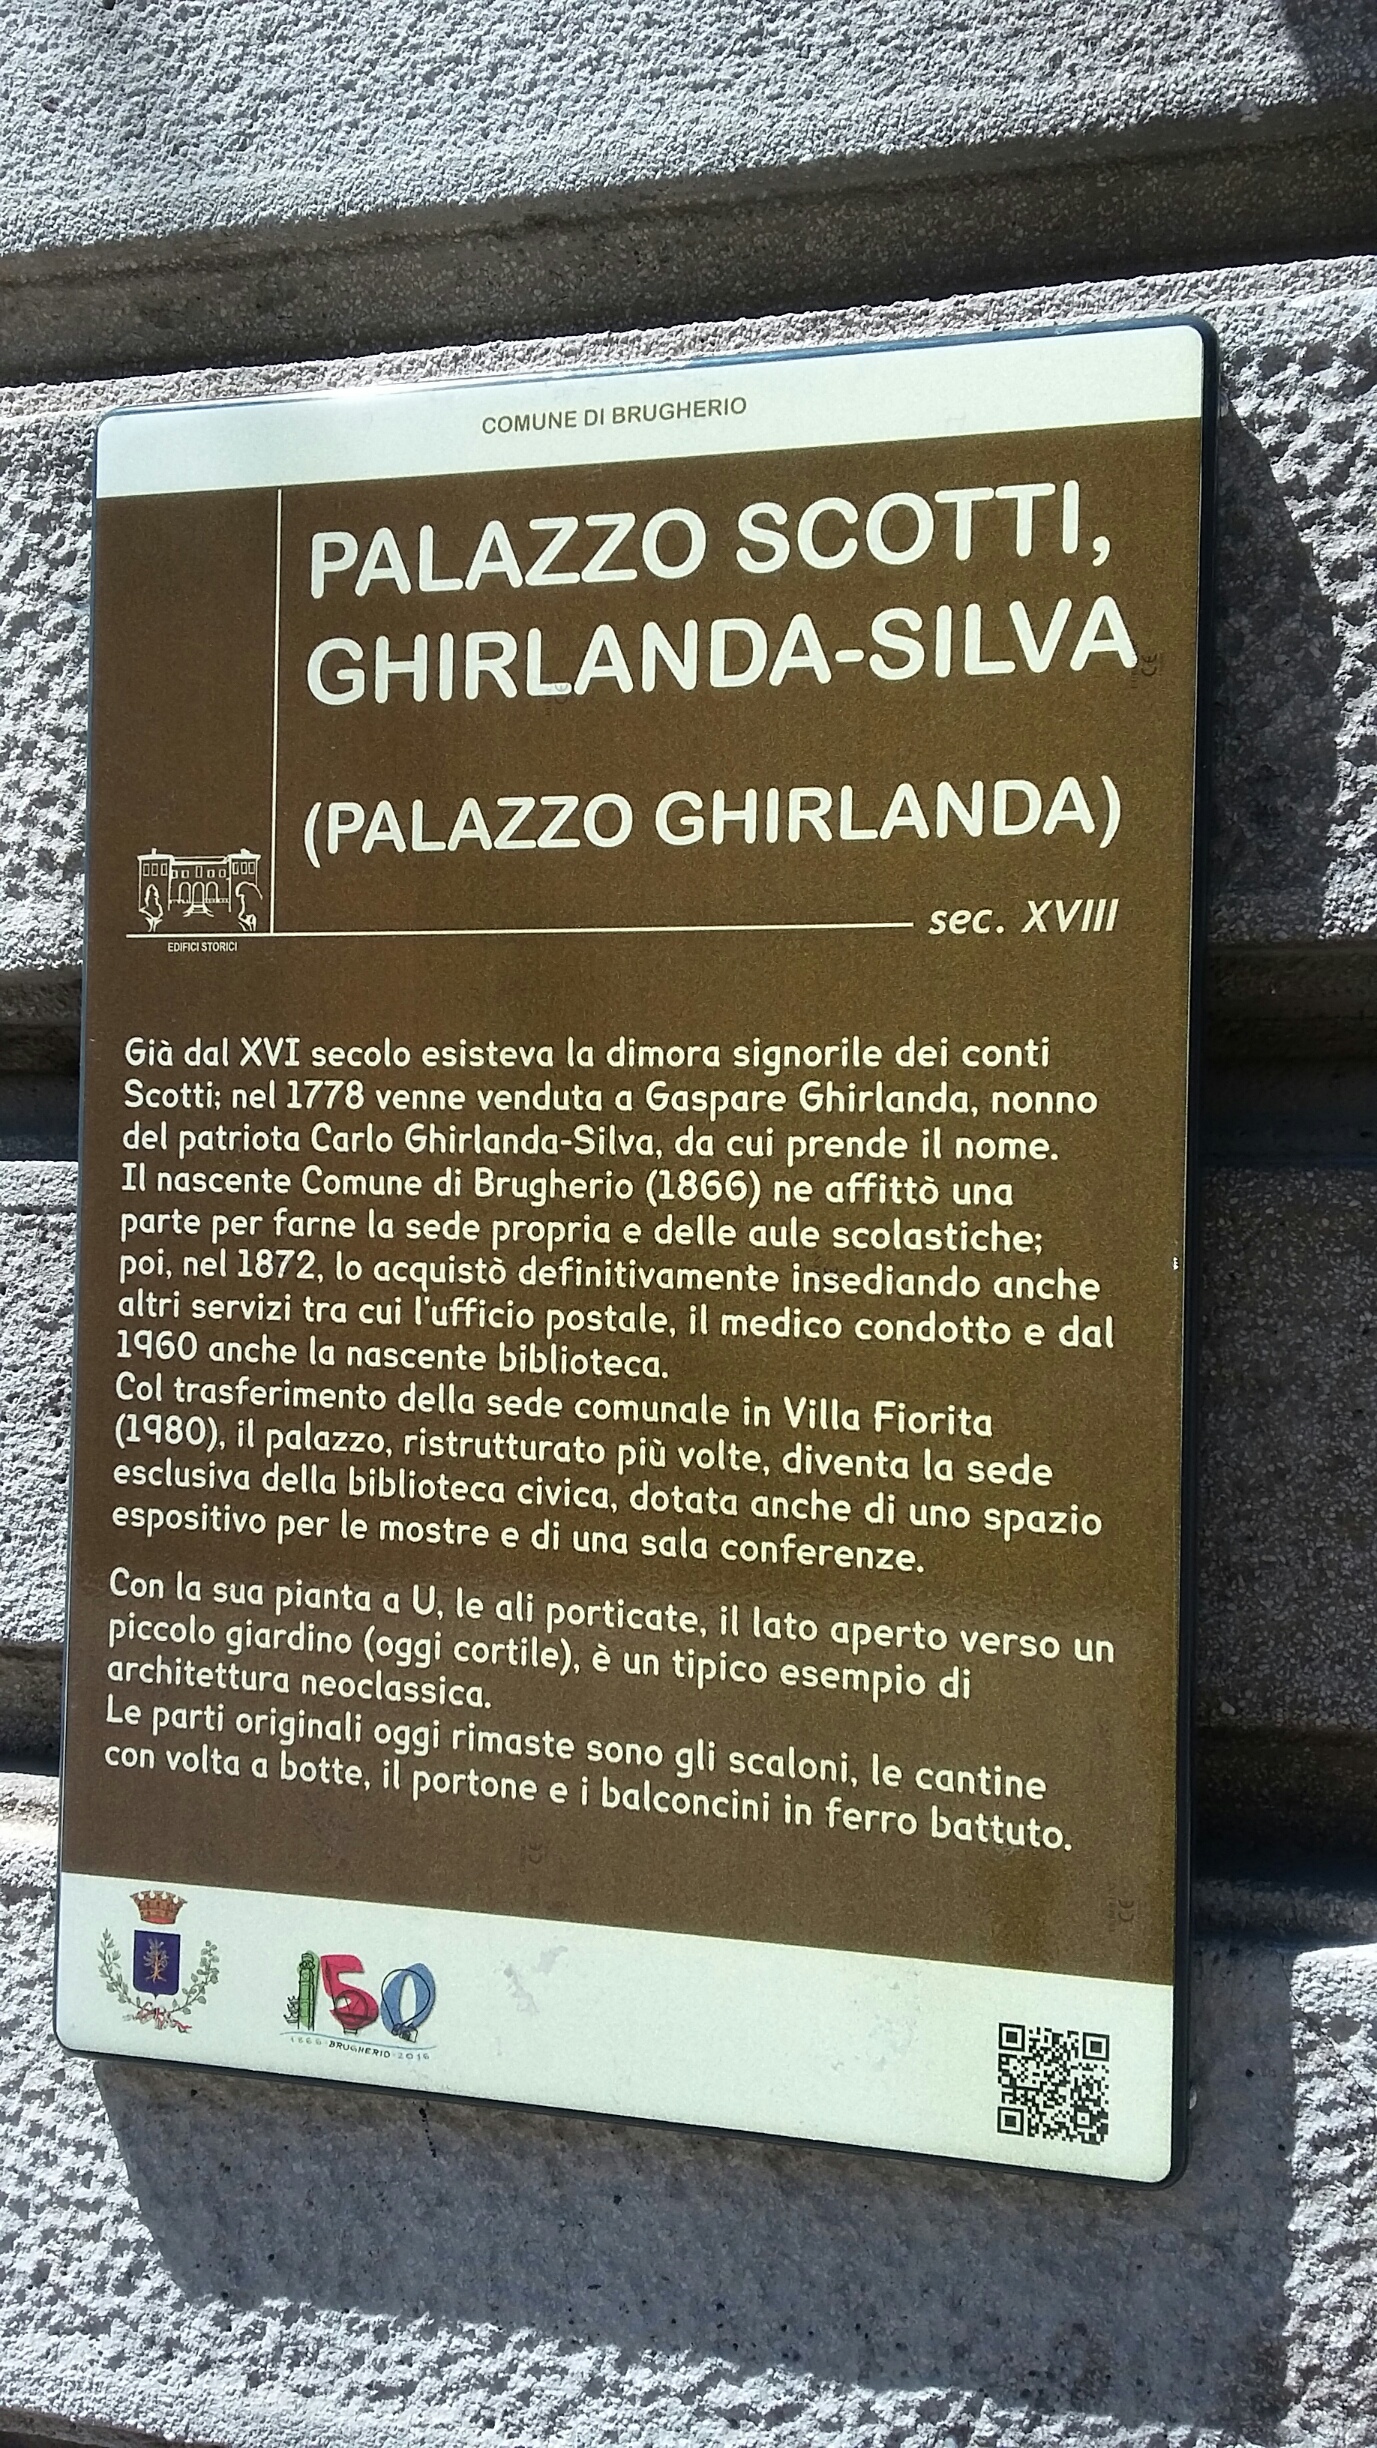 COMUNE DI BRUGHERIO
PALAZZO SCOTTI,
GHIRLANDA-SILVA
(PALAZZO GHIRLANDA)
EDIFICI STORICI
sec. XVIII
Già dal XVI secolo esisteva la dimora signorile dei conti
Scotti; nel 1778 venne venduta a Gaspare Ghirlanda, nonno
del patriota Carlo Ghirlanda-Silva, da cui prende il nome.
Il nascente Comune di Brugherio (1866) ne affittò una
parte per farne la sede propria e delle aule scolastiche;
poi, nel 1872, lo acquistò definitivamente insediando anche
altri servizi tra cui l'ufficio postale, il medico condotto e dal
1960 anche la nascente biblioteca.
Col trasferimento della sede comunale in Villa Fiorita
(1980), il palazzo, ristrutturato più volte, diventa la sede
esclusiva della biblioteca civica, dotata anche di uno spazio
espositivo per le mostre e di una sala conferenze.
Con la sua pianta a U, le ali porticate, il lato aperto verso un
piccolo giardino (oggi cortile), è un tipico esempio di
architettura neoclassica.
Le parti originali oggi rimaste sono gli scaloni, le cantine
con volta a botte, il portone e i balconcini in ferro battuto.
150
1866·BRUGHERIO·2016